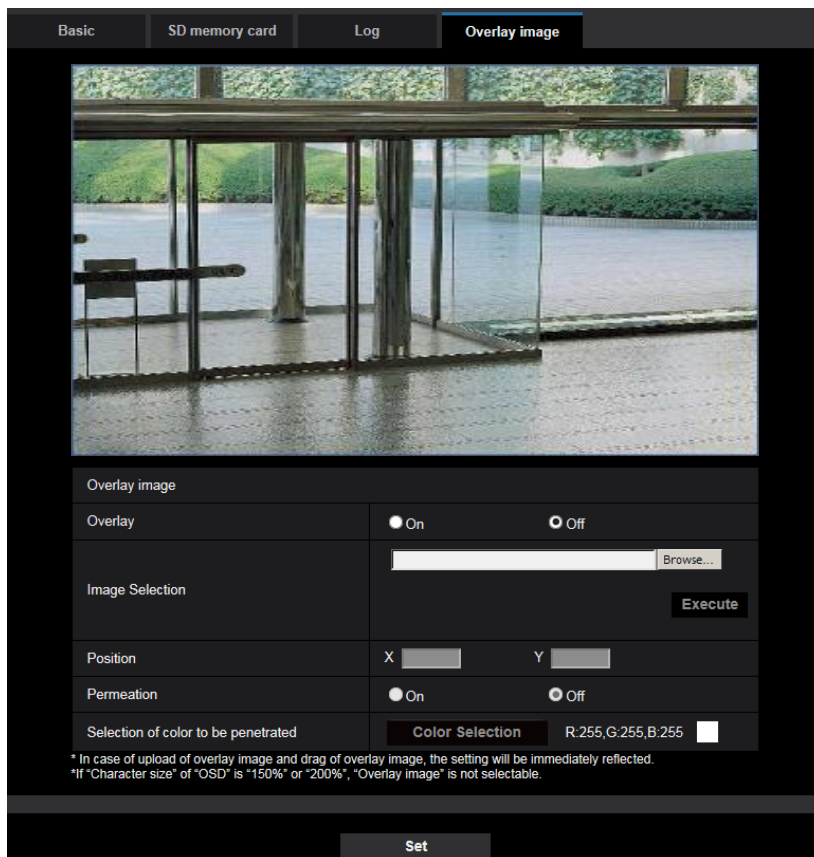 Basic SD memory card Log Overlay image
Overlay image
Overlay On Off
Browse...
Image Selection
Execute
Position X Y
Permeation On Off
Selection of color to be penetrated Color Selection R:255,G:255,B:255
* In case of upload of overlay image and drag of overlay image, the setting will be immediately reflected.
*If “Character size” of “OSD” is “150%” or “200%”, “Overlay image” is not selectable.
Set